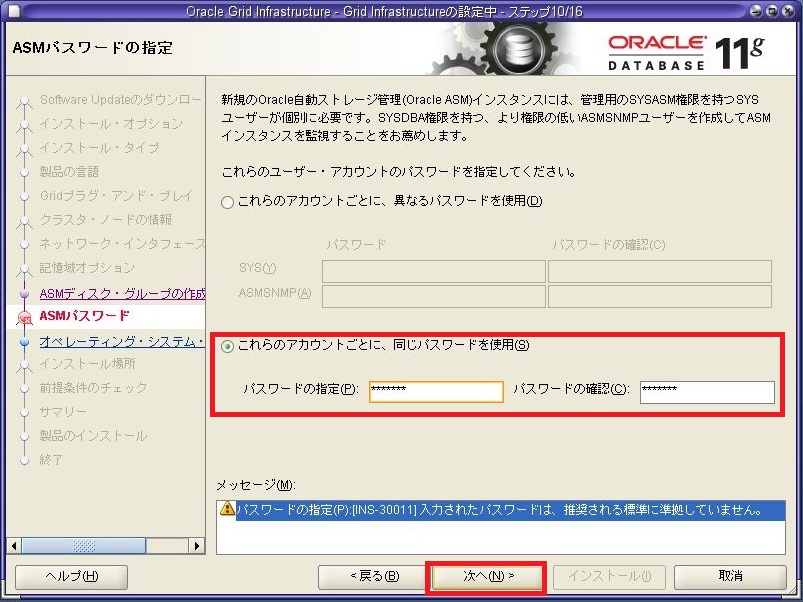 Oracle Grid Infrastructure - Grid Infrastructureの設定中 - ステップ10/16
ASMパスワードの指定
ORACLE
DATABASE 11g
Software Updateのダウンロー
インストール・オプション
インストール・タイプ
製品の言語
Gridプラグ・アンド・プレイ
クラスタ・ノードの情報
ネットワーク・インタフェース
記憶域オプション
ASMディスク・グループの作成
ASMパスワード
オペレーティング・システム・
インストール場所
前提条件のチェック
サマリー
製品のインストール
終了
新規のOracle自動ストレージ管理(Oracle ASM)インスタンスには、管理用のSYSASM権限を持つSYS
ユーザーが個別に必要です。SYSDBA権限を持つ、より権限の低いASMSNMPユーザーを作成してASM
インスタンスを監視することをお薦めします。
これらのユーザー・アカウントのパスワードを指定してください。
これらのアカウントごとに、異なるパスワードを使用(D)
パスワード パスワードの確認(C)
SYS(Y)
ASMSNMP(A)
これらのアカウントごとに、同じパスワードを使用(S)
パスワードの指定(P): ******* パスワードの確認(C): *******
メッセージ(M):
パスワードの指定(P):[INS-30011] 入力されたパスワードは、推奨される標準に準拠していません。
ヘルプ(H) < 戻る(B) 次へ(N) > インストール(I) 取消